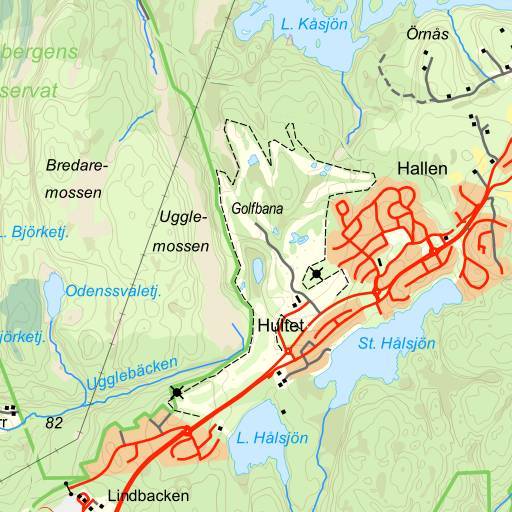 L. Kåsjön
Örnås
bergens
servat
Bredare-
mossen
Hallen
Golfbana
Uggle-
mossen
L. Björketj.
Odenssvaletj.
Hultet
St. Hålsjön
Ugglebäcken
82
L. Hålsjön
Lindbacken